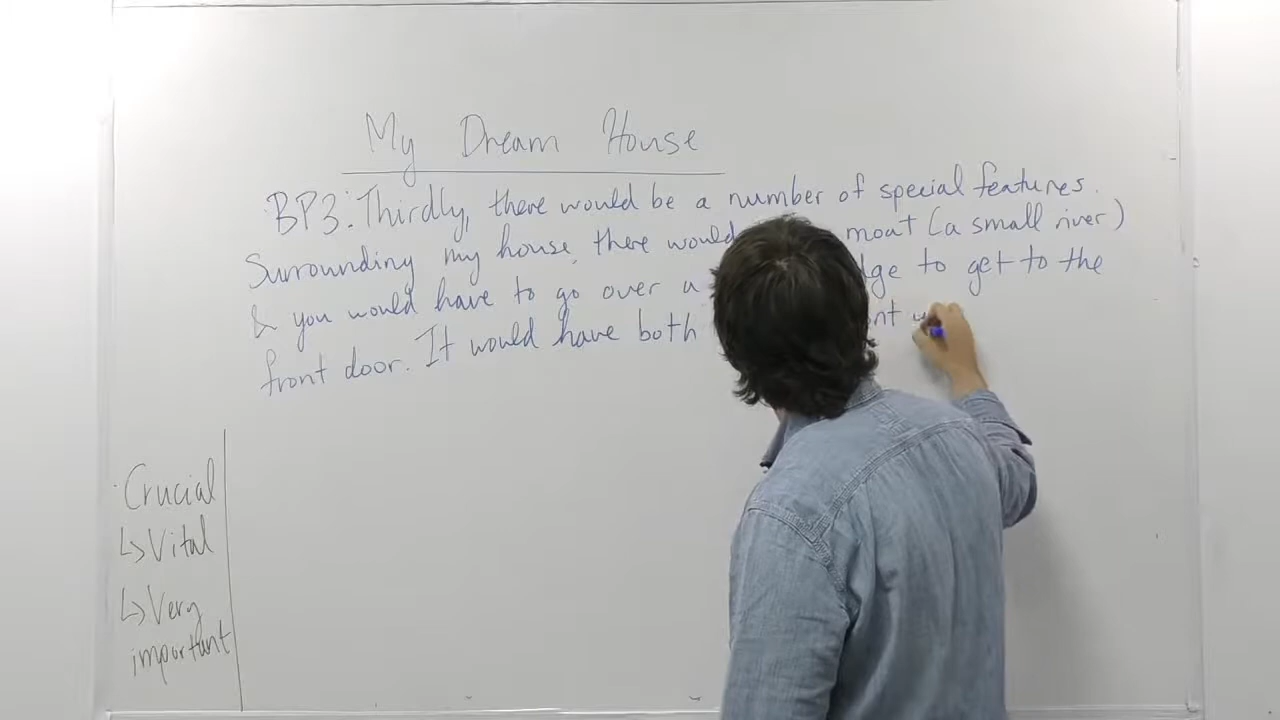 My Dream House
BP3: Thirdly, there would be a number of special features.
Surrounding my house, there would moat (a small river)
& you would have to go over a to get to the
front door. It would have both
Crucial
↳ Vital
↳ Very
important